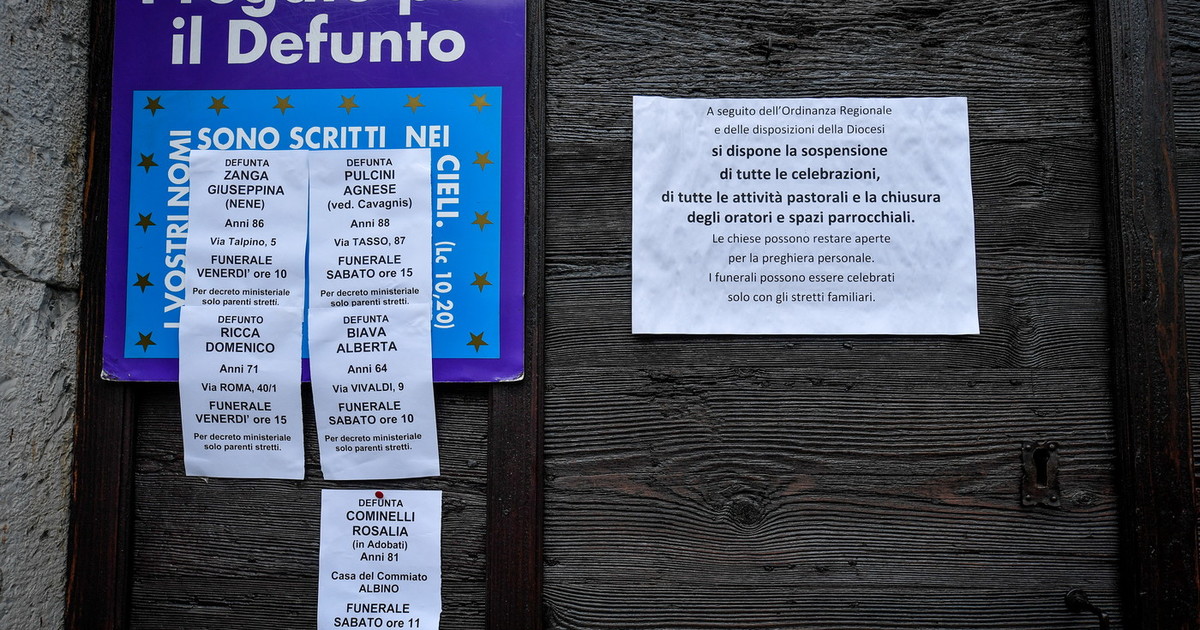 il Defunto
I VOSTRI NOMI
SONO SCRITTI NEI
CIELI. (Lc 10,20)
DEFUNTA
ZANGA
GIUSEPPINA
(NENE)
Anni 86
Via Talpino, 5
FUNERALE
VENERDI' ore 10
Per decreto ministeriale
solo parenti stretti.
DEFUNTA
PULCINI
AGNESE
(ved. Cavagnis)
Anni 88
Via TASSO, 87
FUNERALE
SABATO ore 15
Per decreto ministeriale
solo parenti stretti.
DEFUNTO
RICCA
DOMENICO
Anni 71
Via ROMA, 40/1
FUNERALE
VENERDI' ore 15
Per decreto ministeriale
solo parenti stretti.
DEFUNTA
BIAVA
ALBERTA
Anni 64
Via VIVALDI, 9
FUNERALE
SABATO ore 10
Per decreto ministeriale
solo parenti stretti.
DEFUNTA
COMINELLI
ROSALIA
(in Adobati)
Anni 81
Casa del Commiato
ALBINO
FUNERALE
SABATO ore 11
A seguito dell'Ordinanza Regionale
e delle disposizioni della Diocesi
si dispone la sospensione
di tutte le celebrazioni,
di tutte le attività pastorali e la chiusura
degli oratori e spazi parrocchiali.
Le chiese possono restare aperte
per la preghiera personale.
I funerali possono essere celebrati
solo con gli stretti familiari.